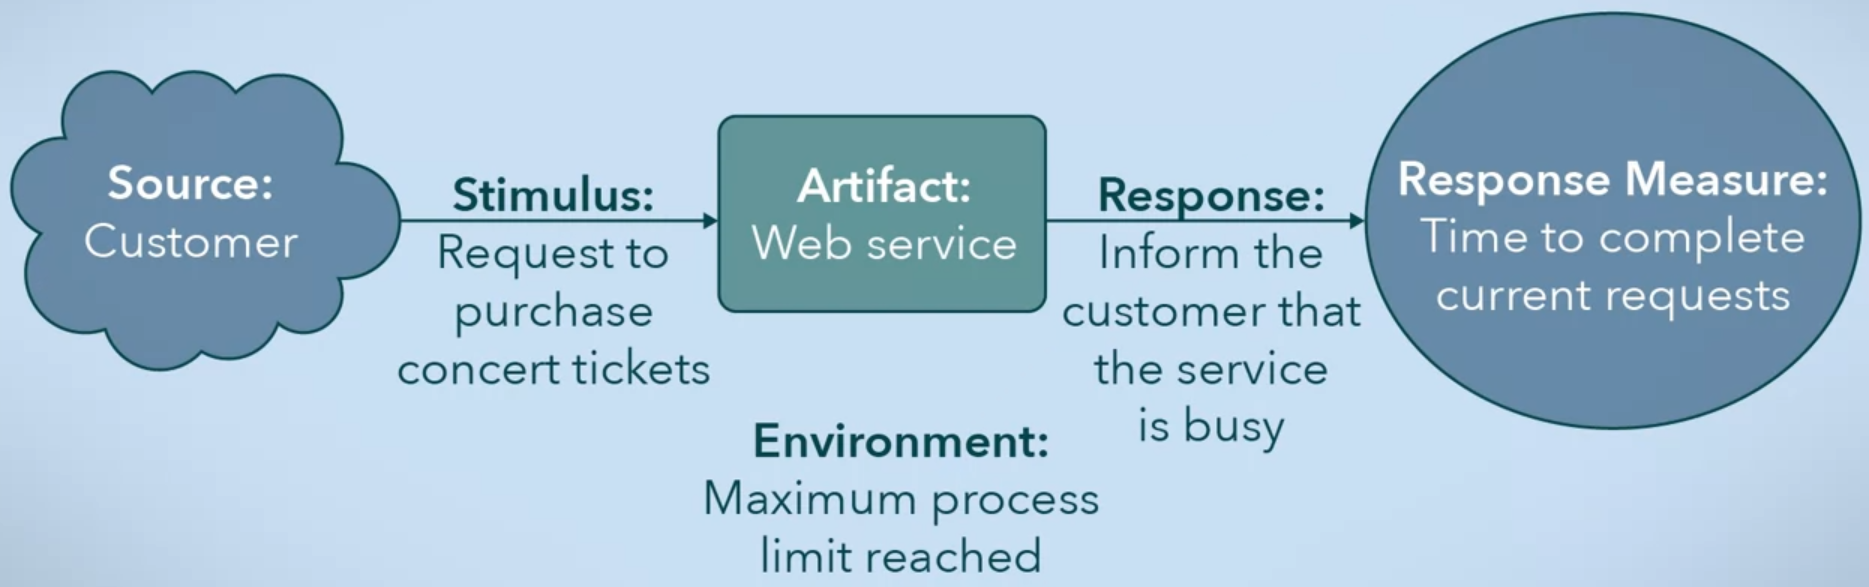 Source:
Customer
Stimulus:
Request to
purchase
concert tickets
Artifact:
Web service
Environment:
Maximum process
limit reached
Response:
Inform the
customer that
the service
is busy
Response Measure:
Time to complete
current requests